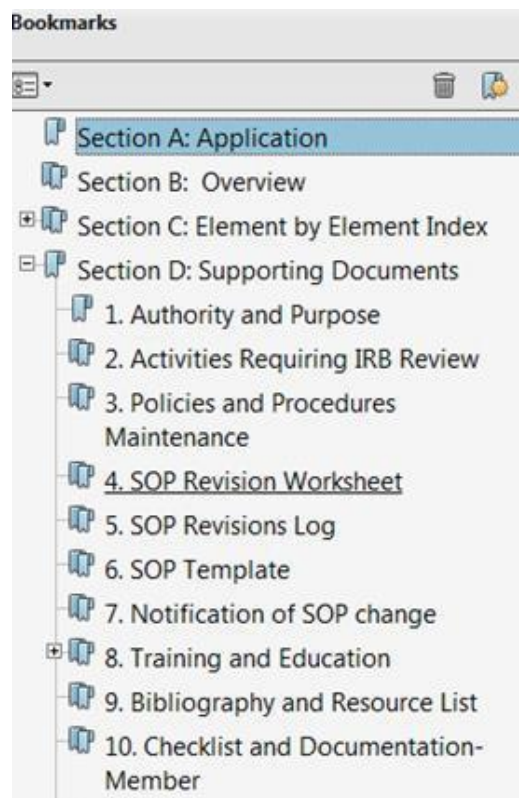 Bookmarks
Section A: Application
Section B: Overview
Section C: Element by Element Index
Section D: Supporting Documents
1. Authority and Purpose
2. Activities Requiring IRB Review
3. Policies and Procedures
Maintenance
4. SOP Revision Worksheet
5. SOP Revisions Log
6. SOP Template
7. Notification of SOP change
8. Training and Education
9. Bibliography and Resource List
10. Checklist and Documentation-
Member